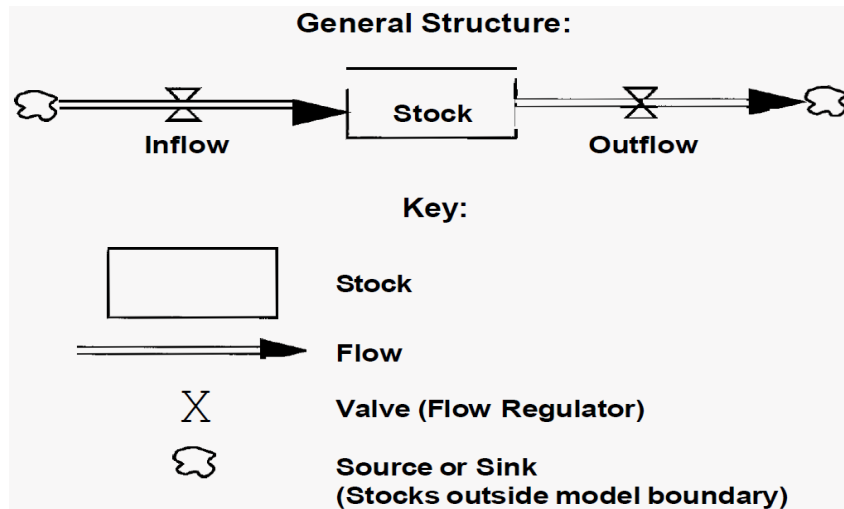 General Structure:
Stock
Inflow
Outflow
Key:
Stock
Flow
X
Valve (Flow Regulator)
Source or Sink
(Stocks outside model boundary)